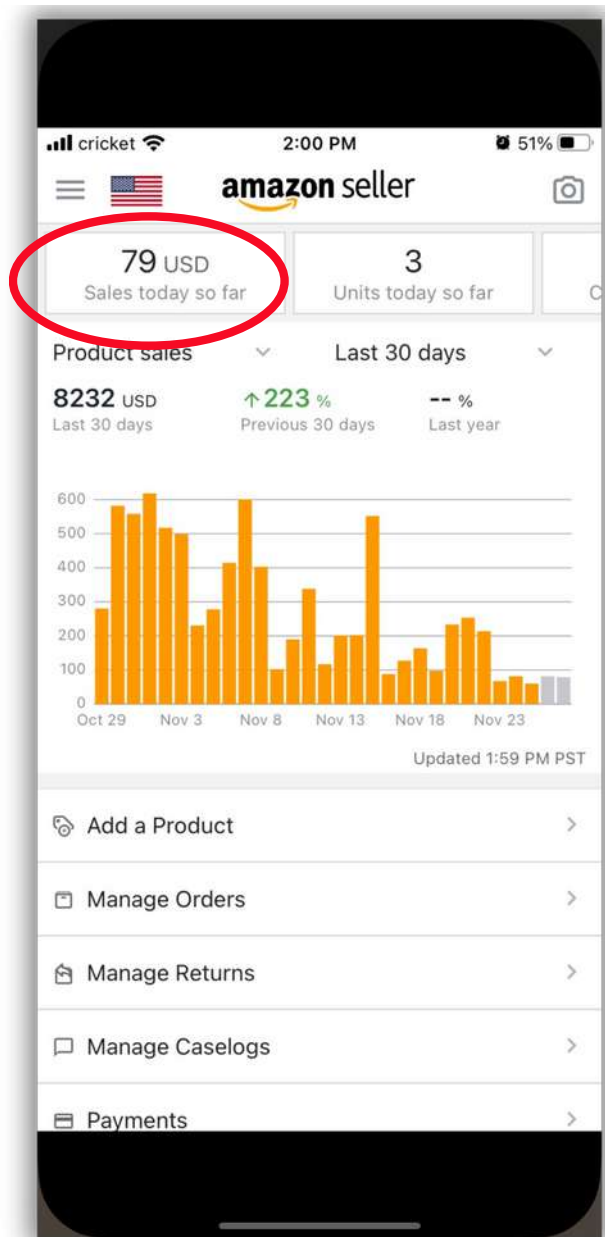 cricket 2:00 PM 51%
amazon seller
79 USD 3
Sales today so far Units today so far C
Product sales Last 30 days
8232 USD ↑223 % -- %
Last 30 days Previous 30 days Last year
600
500
400
300
200
100
0
Oct 29 Nov 3 Nov 8 Nov 13 Nov 18 Nov 23
Updated 1:59 PM PST
Add a Product
Manage Orders
Manage Returns
Manage Caselogs
Payments